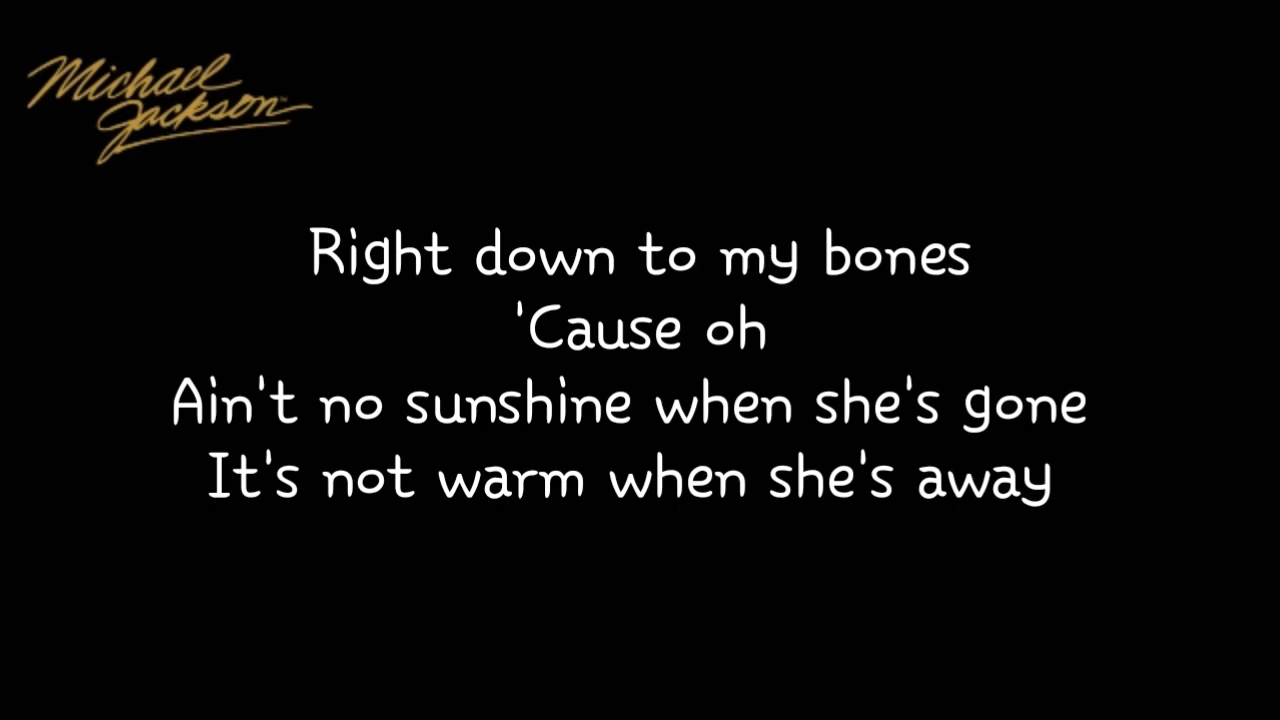 Michael
Jackson™
Right down to my bones
'Cause oh
Ain't no sunshine when she's gone
It's not warm when she's away